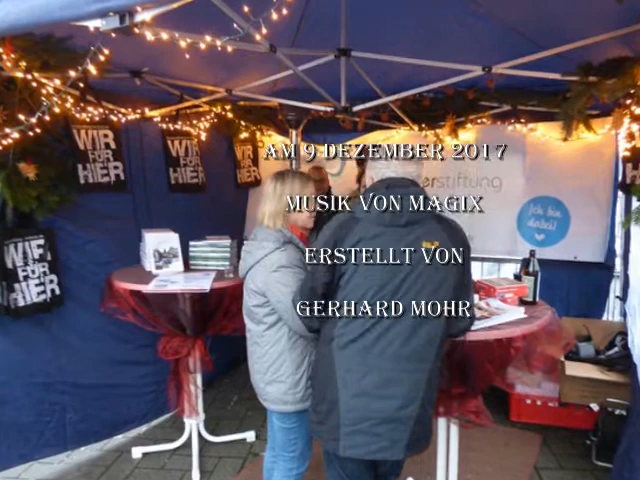 WIR
FÜR
HIER
WIR
FÜR
HIER
WIR
FÜR
HIER
WIR
FÜR
HIER
AM 9 DEZEMBER 2017
MUSIK VON MAGIX
ERSTELLT VON
GERHARD MOHR
erstiftung
Ich bin
dabei!